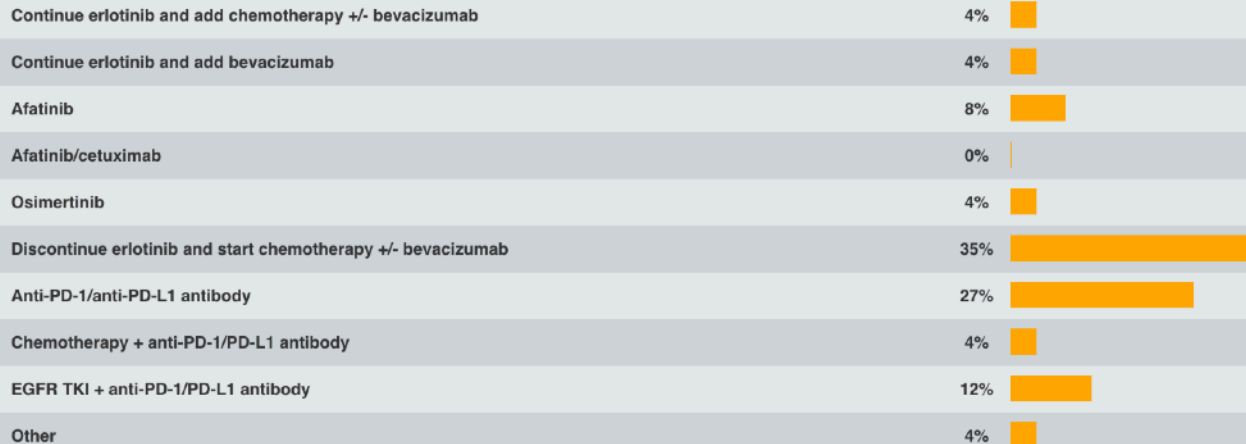 Continue erlotinib and add chemotherapy +/- bevacizumab 4%
Continue erlotinib and add bevacizumab 4%
Afatinib 8%
Afatinib/cetuximab 0%
Osimertinib 4%
Discontinue erlotinib and start chemotherapy +/- bevacizumab 35%
Anti-PD-1/anti-PD-L1 antibody 27%
Chemotherapy + anti-PD-1/PD-L1 antibody 4%
EGFR TKI + anti-PD-1/PD-L1 antibody 12%
Other 4%